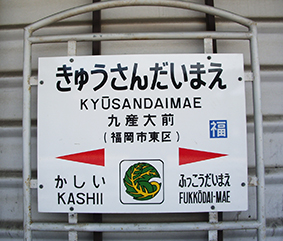 きゅうさんだいまえ
KYŪSANDAIMAE
九産大前
(福岡市東区)
福
かしい
KASHII
ふっこうだいまえ
FUKKŌDAI-MAE